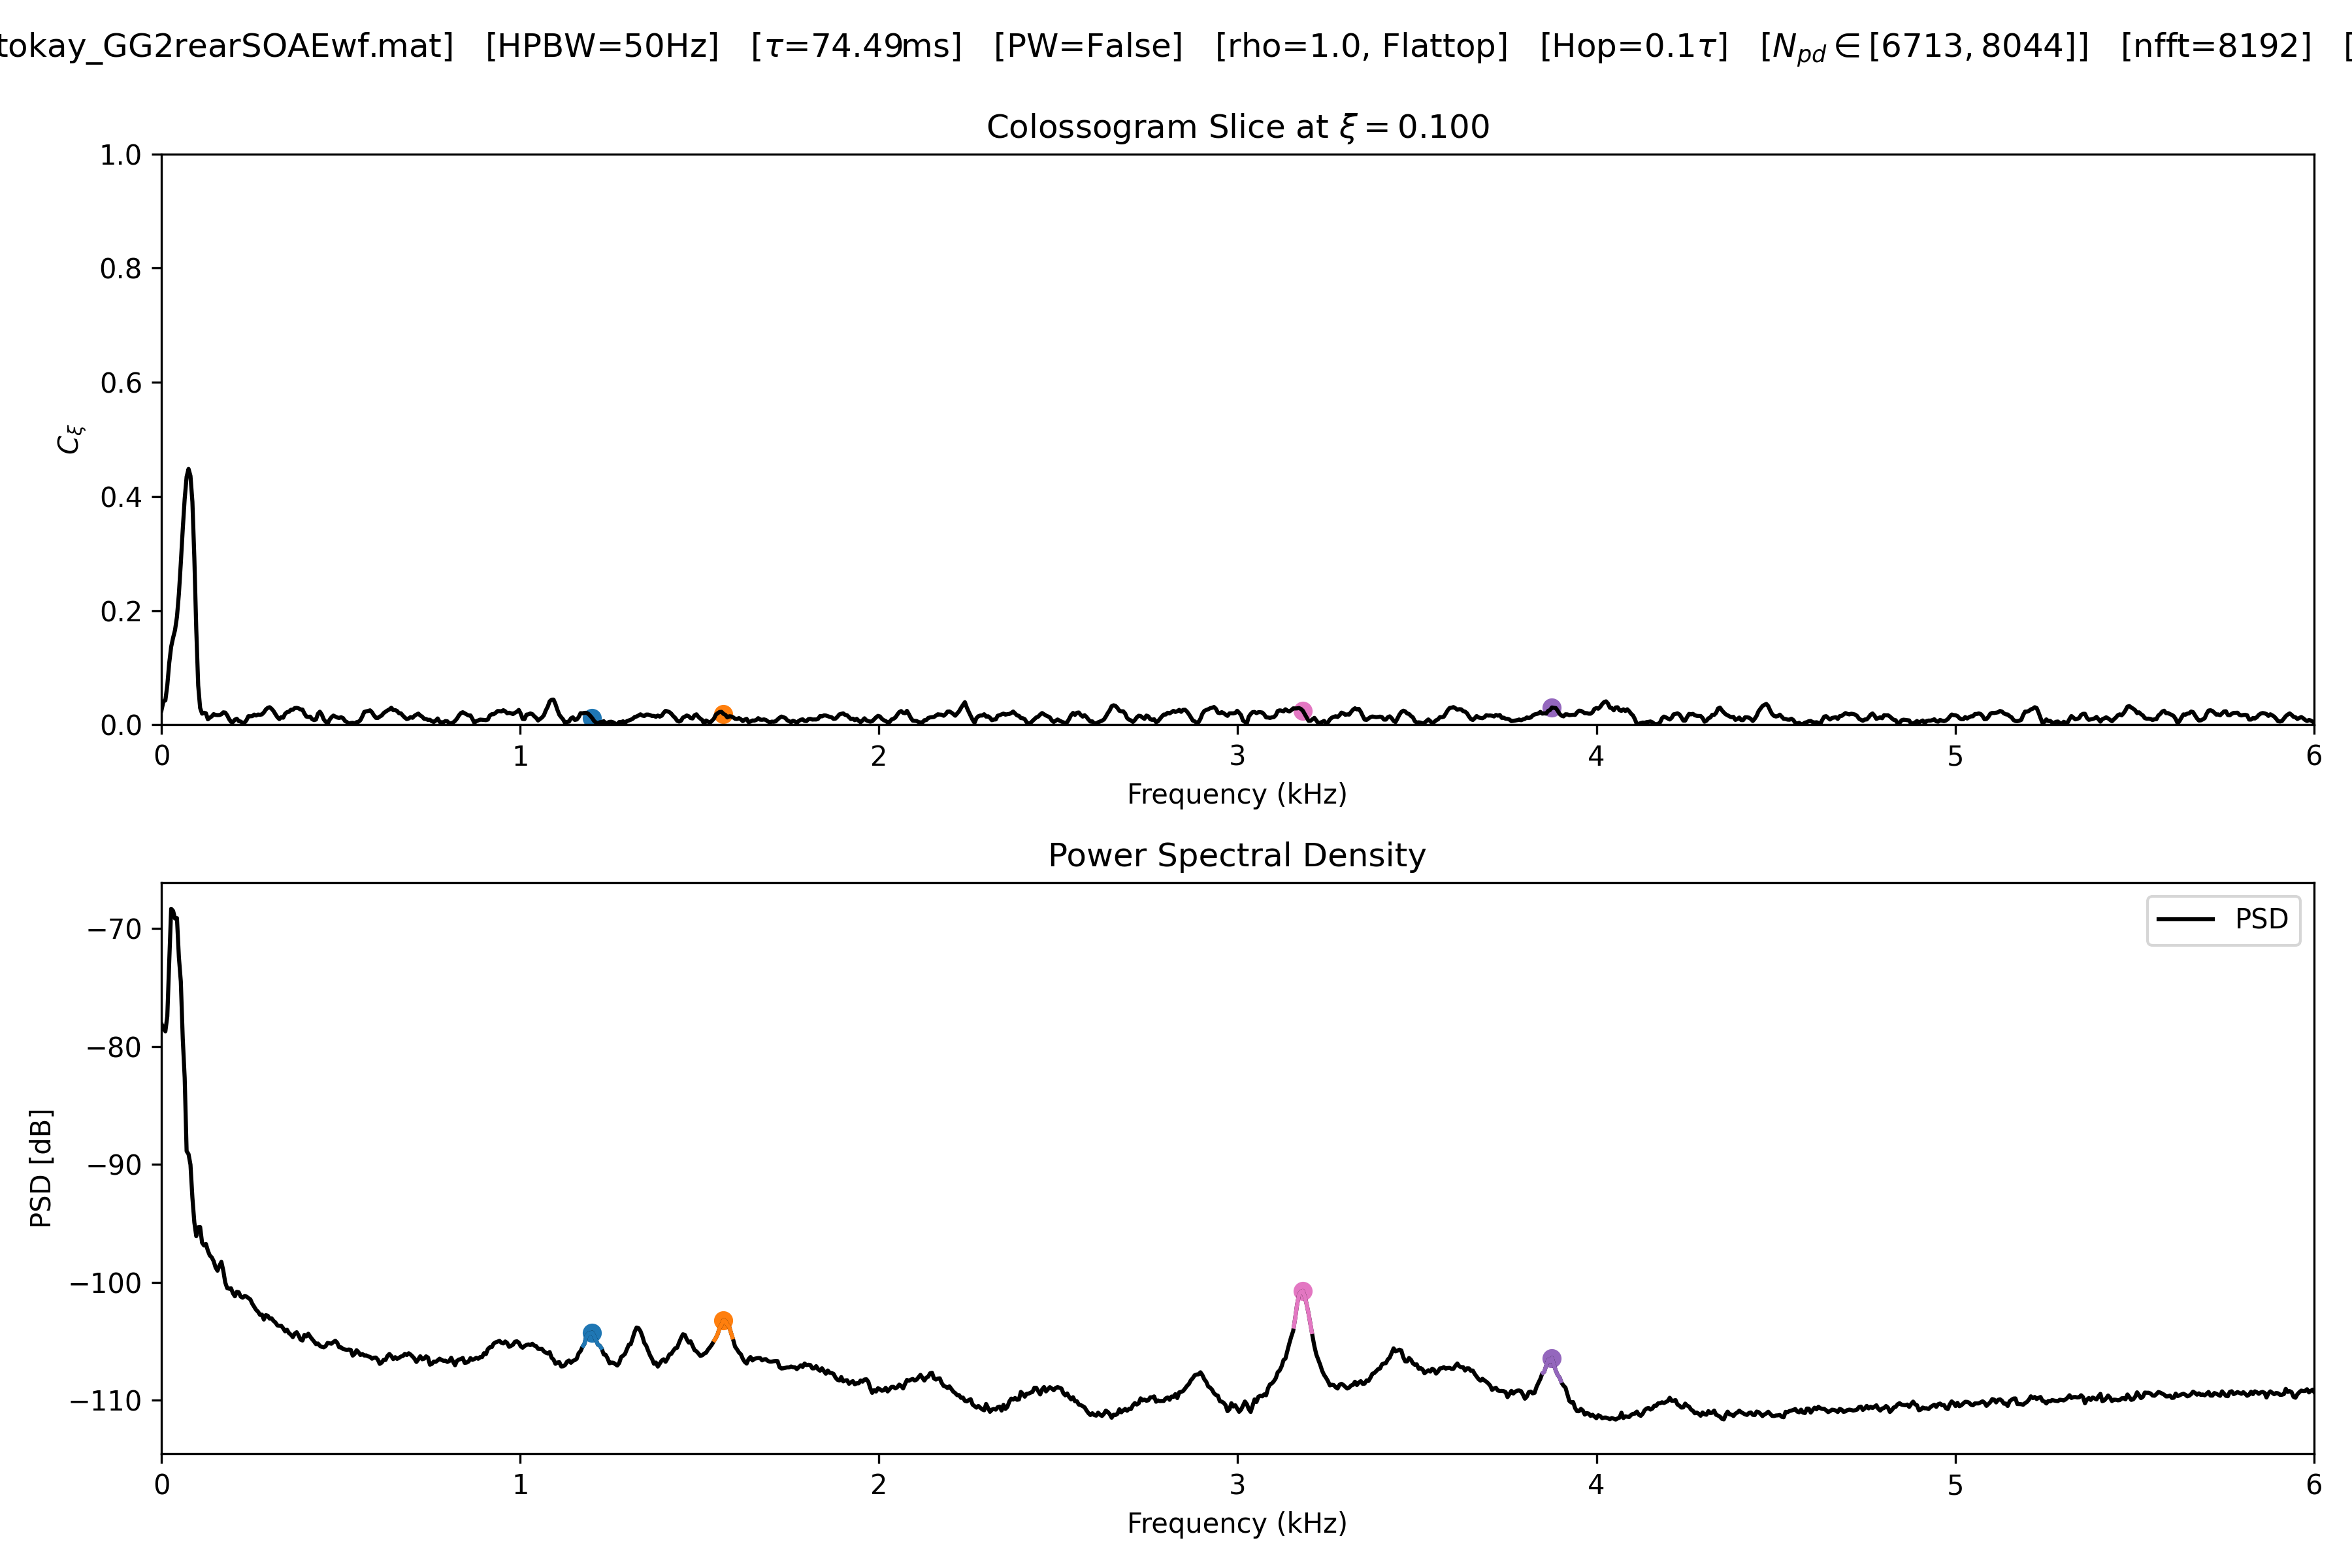 tokay_GG2rearSOAEwf.mat] [HPBW=50Hz] [τ=74.49ms] [PW=False] [rho=1.0, Flattop] [Hop=0.1τ] [N_pd ∈ [6713, 8044]] [nfft=8192] [
Colossogram Slice at ξ = 0.100
1.0
0.8
0.6
0.4
0.2
0.0
C_ξ
0 1 2 3 4 5 6
Frequency (kHz)
Power Spectral Density
PSD
−70
−80
−90
−100
−110
PSD [dB]
0 1 2 3 4 5 6
Frequency (kHz)